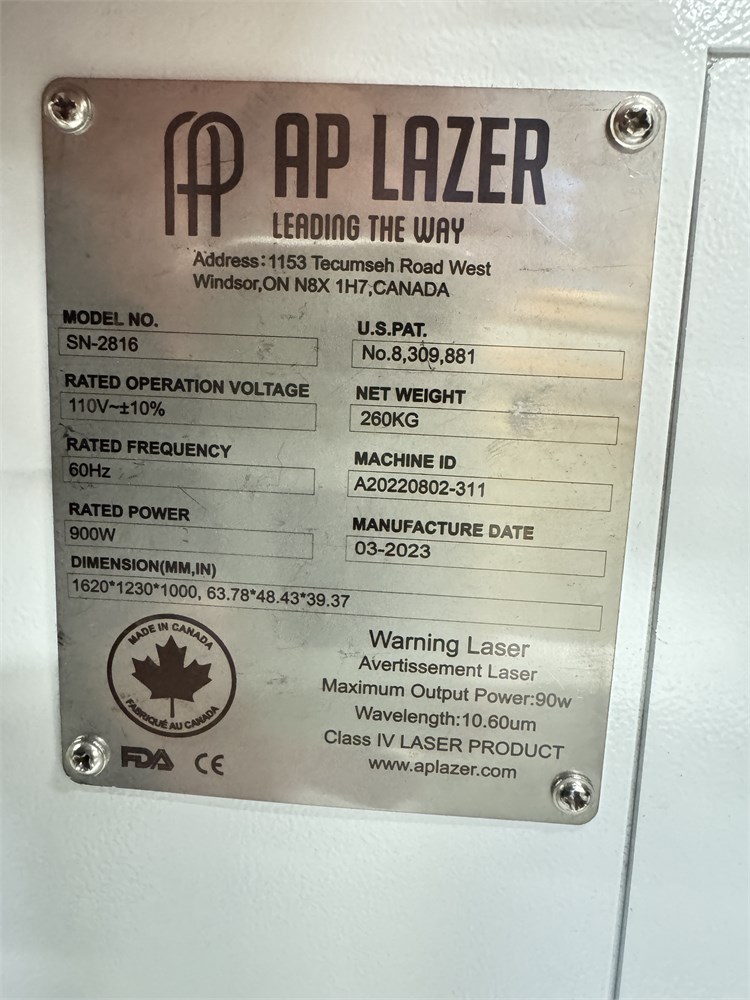 AP LAZER
LEADING THE WAY
Address:1153 Tecumseh Road West
Windsor,ON N8X 1H7,CANADA
MODEL NO.
SN-2816
U.S.PAT.
No.8,309,881
RATED OPERATION VOLTAGE
110V~±10%
NET WEIGHT
260KG
RATED FREQUENCY
60Hz
MACHINE ID
A20220802-311
RATED POWER
900W
MANUFACTURE DATE
03-2023
DIMENSION(MM,IN)
1620*1230*1000, 63.78*48.43*39.37
MADE IN CANADA
FABRIQUÉ AU CANADA
FDA CE
Warning Laser
Avertissement Laser
Maximum Output Power:90w
Wavelength:10.60um
Class IV LASER PRODUCT
www.aplazer.com